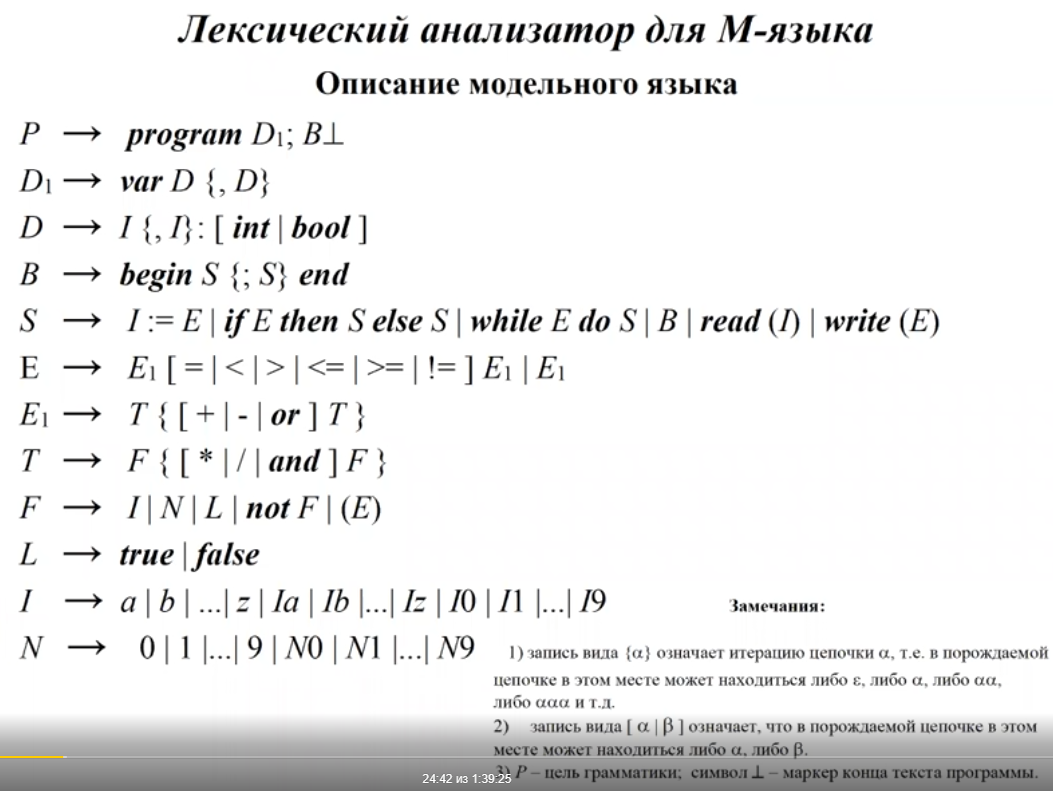 Лексический анализатор для М-языка
Описание модельного языка
P → program D₁; B⊥
D₁ → var D {, D}
D → I {, I}: [ int | bool ]
B → begin S {; S} end
S → I := E | if E then S else S | while E do S | B | read (I) | write (E)
E → E₁ [ = | < | > | <= | >= | != ] E₁ | E₁
E₁ → T { [ + | - | or ] T }
T → F { [ * | / | and ] F }
F → I | N | L | not F | (E)
L → true | false
I → a | b | ...| z | Ia | Ib |...| Iz | I0 | I1 |...| I9
N → 0 | 1 |...| 9 | N0 | N1 |...| N9
Замечания:
1) запись вида {α} означает итерацию цепочки α, т.е. в порождаемой
цепочке в этом месте может находиться либо ε, либо α, либо αα,
либо ααα и т.д.
2) запись вида [ α | β ] означает, что в порождаемой цепочке в этом
месте может находиться либо α, либо β.
3) P – цель грамматики; символ ⊥ – маркер конца текста программы.
24:42 из 1:39:25